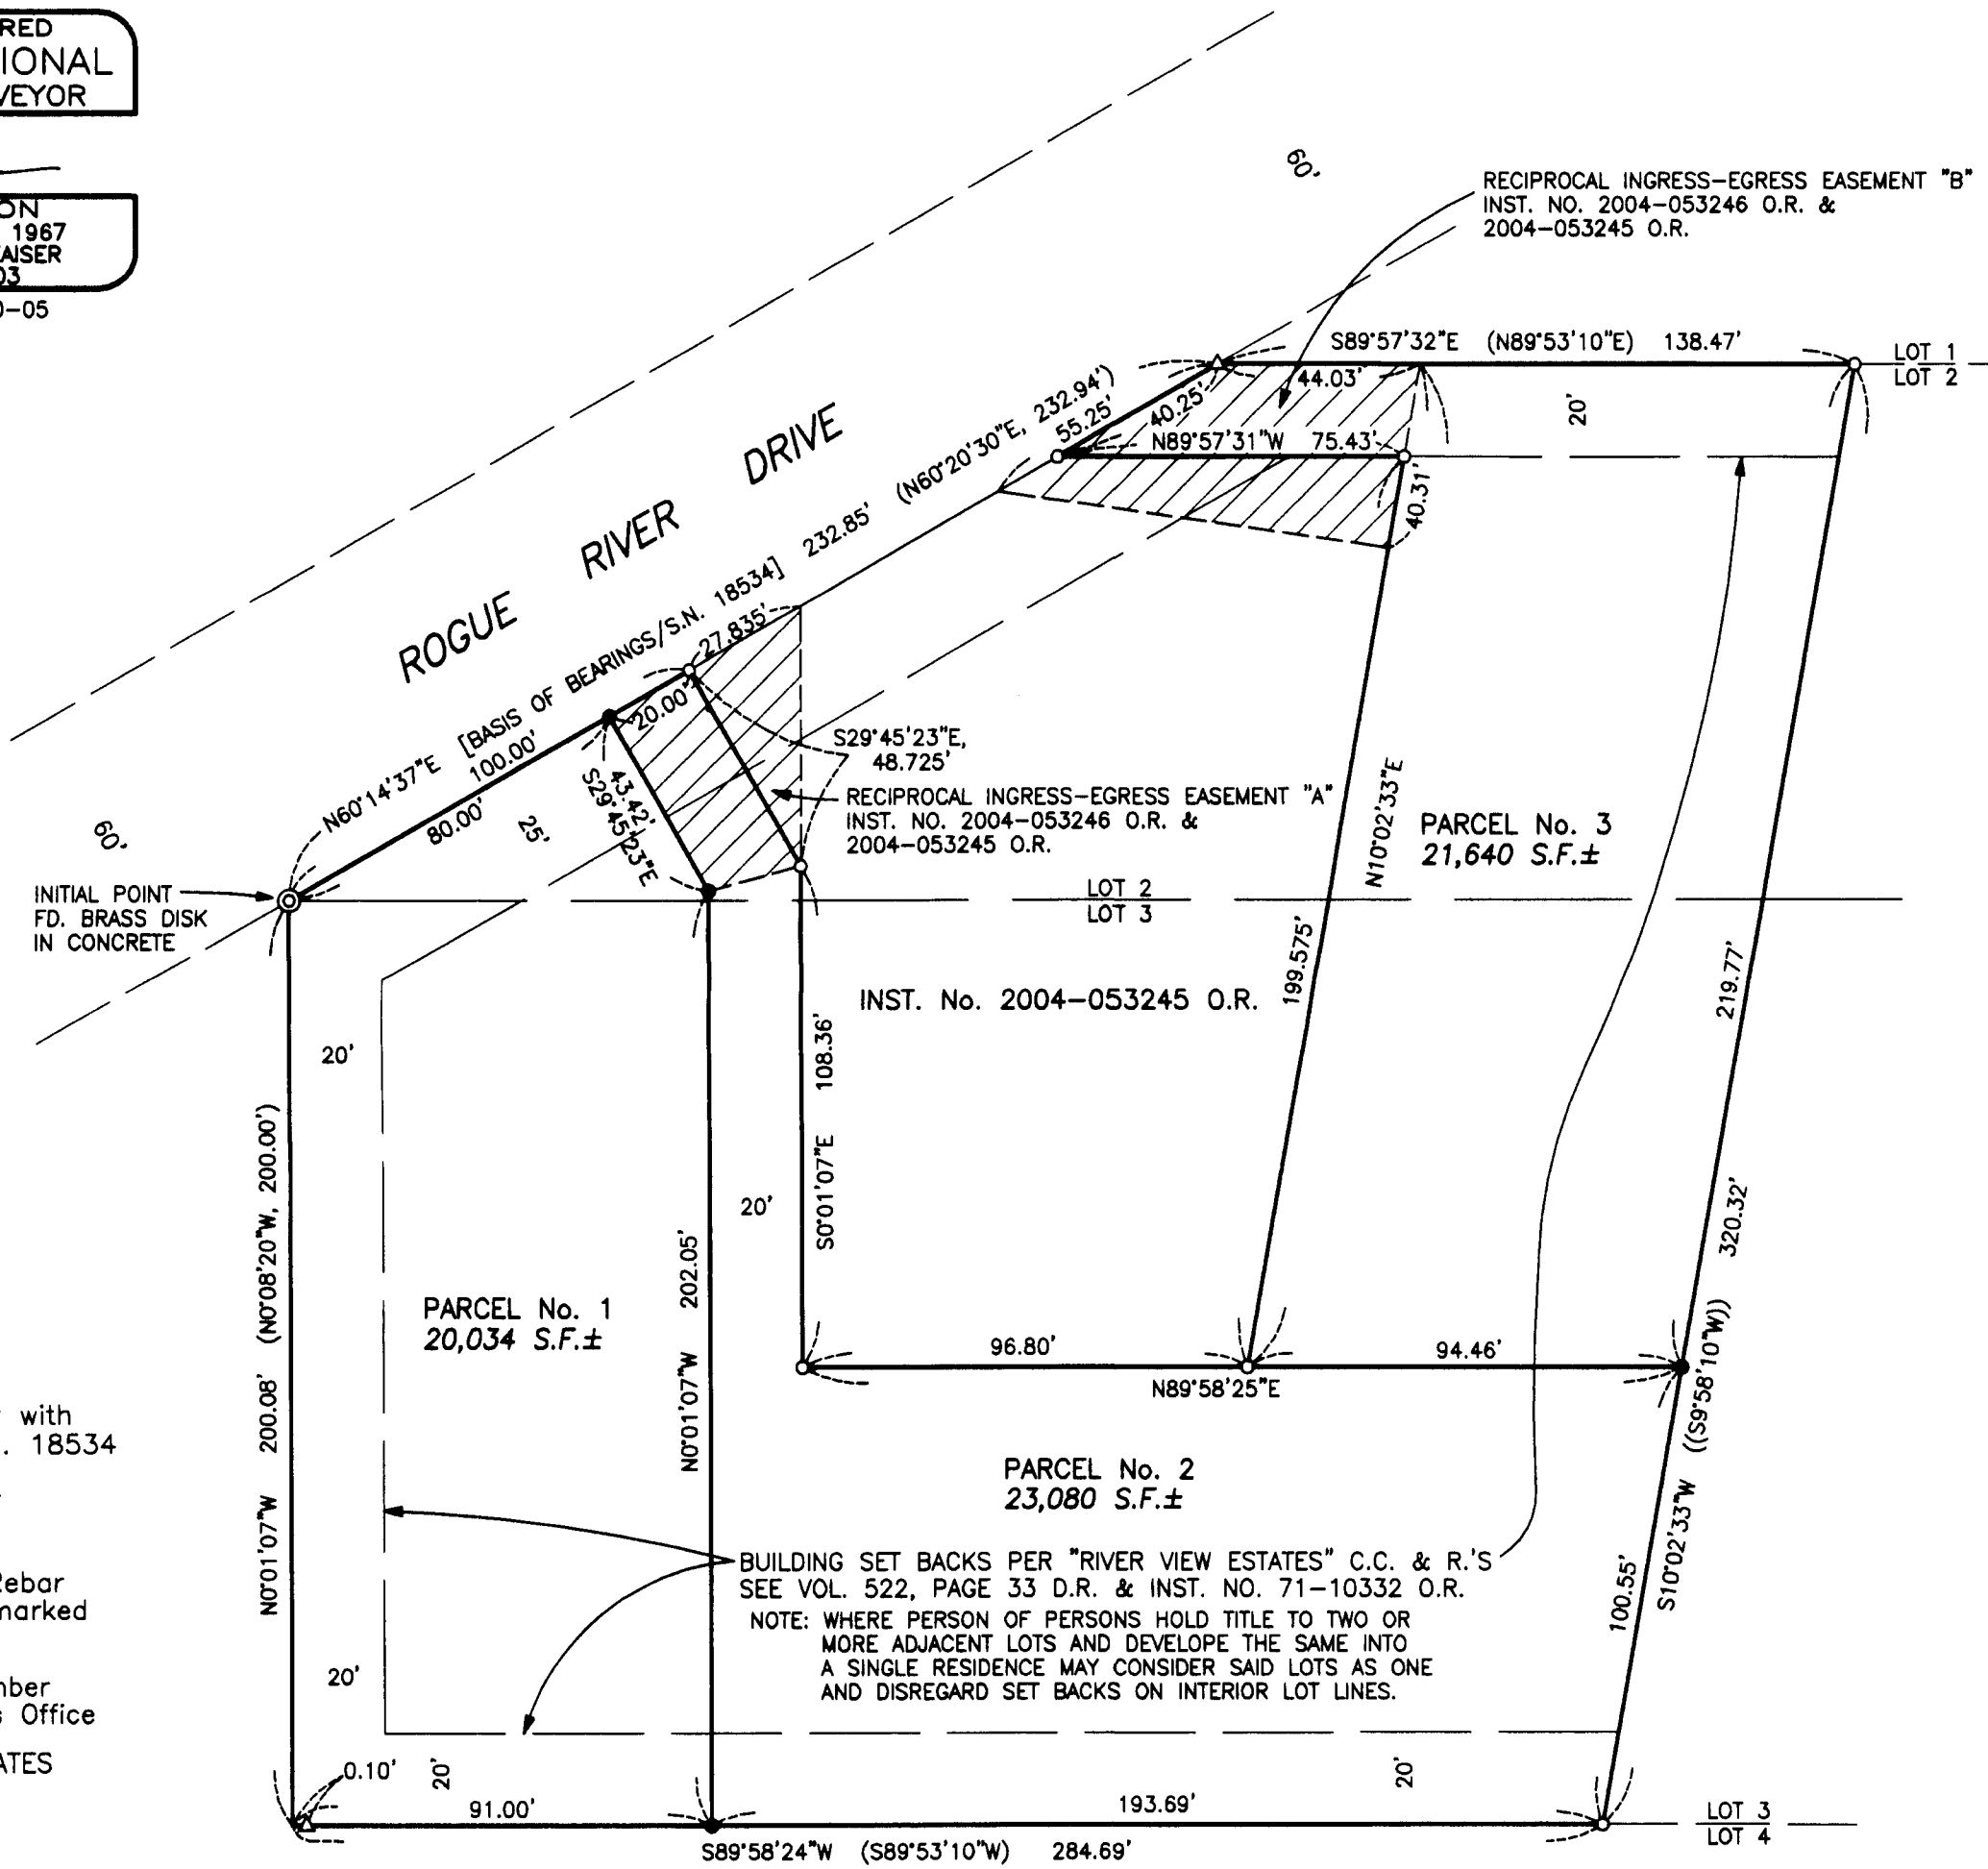 RED
IONAL
VEYOR
ON
1967
EAISER
03
0-05
60'
RECIPROCAL INGRESS-EGRESS EASEMENT "B"
INST. NO. 2004-053246 O.R. &
2004-053245 O.R.
S89°57'32"E (N89°53'10"E) 138.47'
LOT 1
LOT 2
44.03'
20'
40.25'
55.25'
N89°57'31"W 75.43'
40.31'
ROGUE RIVER DRIVE
N60°14'37"E [BASIS OF BEARINGS/S.N. 18534] 232.85' (N60°20'30"E, 232.94')
27.835'
20.00'
100.00'
80.00'
25'
43.42'
S29°45'23"E
S29°45'23"E,
48.725'
RECIPROCAL INGRESS-EGRESS EASEMENT "A"
INST. NO. 2004-053246 O.R. &
2004-053245 O.R.
60'
INITIAL POINT
FD. BRASS DISK
IN CONCRETE
LOT 2
LOT 3
N10°02'33"E
199.575'
PARCEL No. 3
21,640 S.F.±
INST. No. 2004-053245 O.R.
219.77'
20'
108.36'
S0°01'07"E
20'
N0°01'07"W 200.08' (N0°08'20"W, 200.00')
N0°01'07"W 202.05'
PARCEL No. 1
20,034 S.F.±
96.80'
94.46'
N89°58'25"E
320.32'
S10°02'33"W ((S9°58'10"W))
100.55'
PARCEL No. 2
23,080 S.F.±
BUILDING SET BACKS PER "RIVER VIEW ESTATES" C.C. & R.'S
SEE VOL. 522, PAGE 33 D.R. & INST. NO. 71-10332 O.R.
NOTE: WHERE PERSON OF PERSONS HOLD TITLE TO TWO OR
MORE ADJACENT LOTS AND DEVELOPE THE SAME INTO
A SINGLE RESIDENCE MAY CONSIDER SAID LOTS AS ONE
AND DISREGARD SET BACKS ON INTERIOR LOT LINES.
with
. 18534
Rebar
marked
nber
s Office
ATES
20'
0.10'
20'
91.00'
20'
193.69'
S89°58'24"W (S89°53'10"W) 284.69'
LOT 3
LOT 4